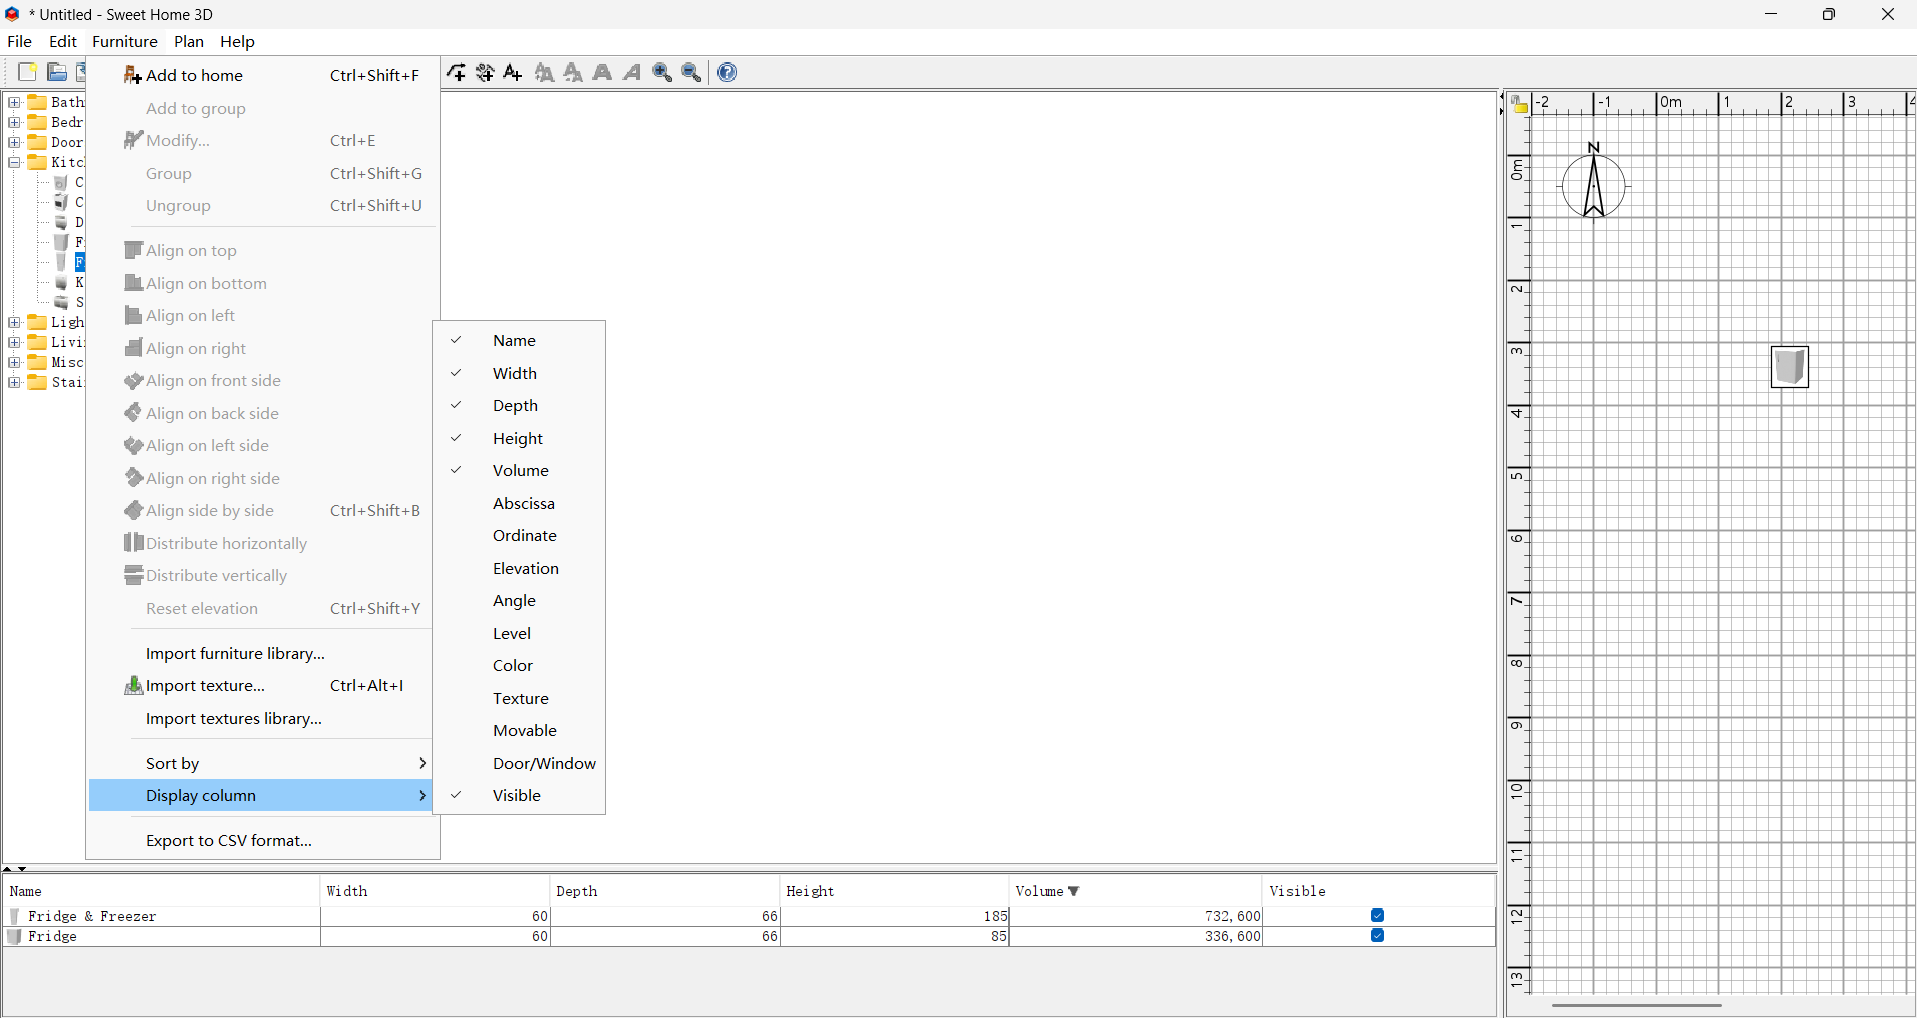 * Untitled - Sweet Home 3D
File Edit Furniture Plan Help
Add to home Ctrl+Shift+F
Add to group
Modify... Ctrl+E
Group Ctrl+Shift+G
Ungroup Ctrl+Shift+U
Align on top
Align on bottom
Align on left
Align on right
Align on front side
Align on back side
Align on left side
Align on right side
Align side by side Ctrl+Shift+B
Distribute horizontally
Distribute vertically
Reset elevation Ctrl+Shift+Y
Import furniture library...
Import texture... Ctrl+Alt+I
Import textures library...
Sort by
Display column
Export to CSV format...
Bath
Bedr
Door
Kitc
C
C
D
F
F
K
S
Ligh
Livi
Misc
Stai
Name
Width
Depth
Height
Volume
Abscissa
Ordinate
Elevation
Angle
Level
Color
Texture
Movable
Door/Window
Visible
-2 -1 0m 1 2 3 4
N
0m
1
2
3
4
5
6
7
8
9
10
11
12
13
Name Width Depth Height Volume Visible
Fridge & Freezer 60 66 185 732,600
Fridge 60 66 85 336,600